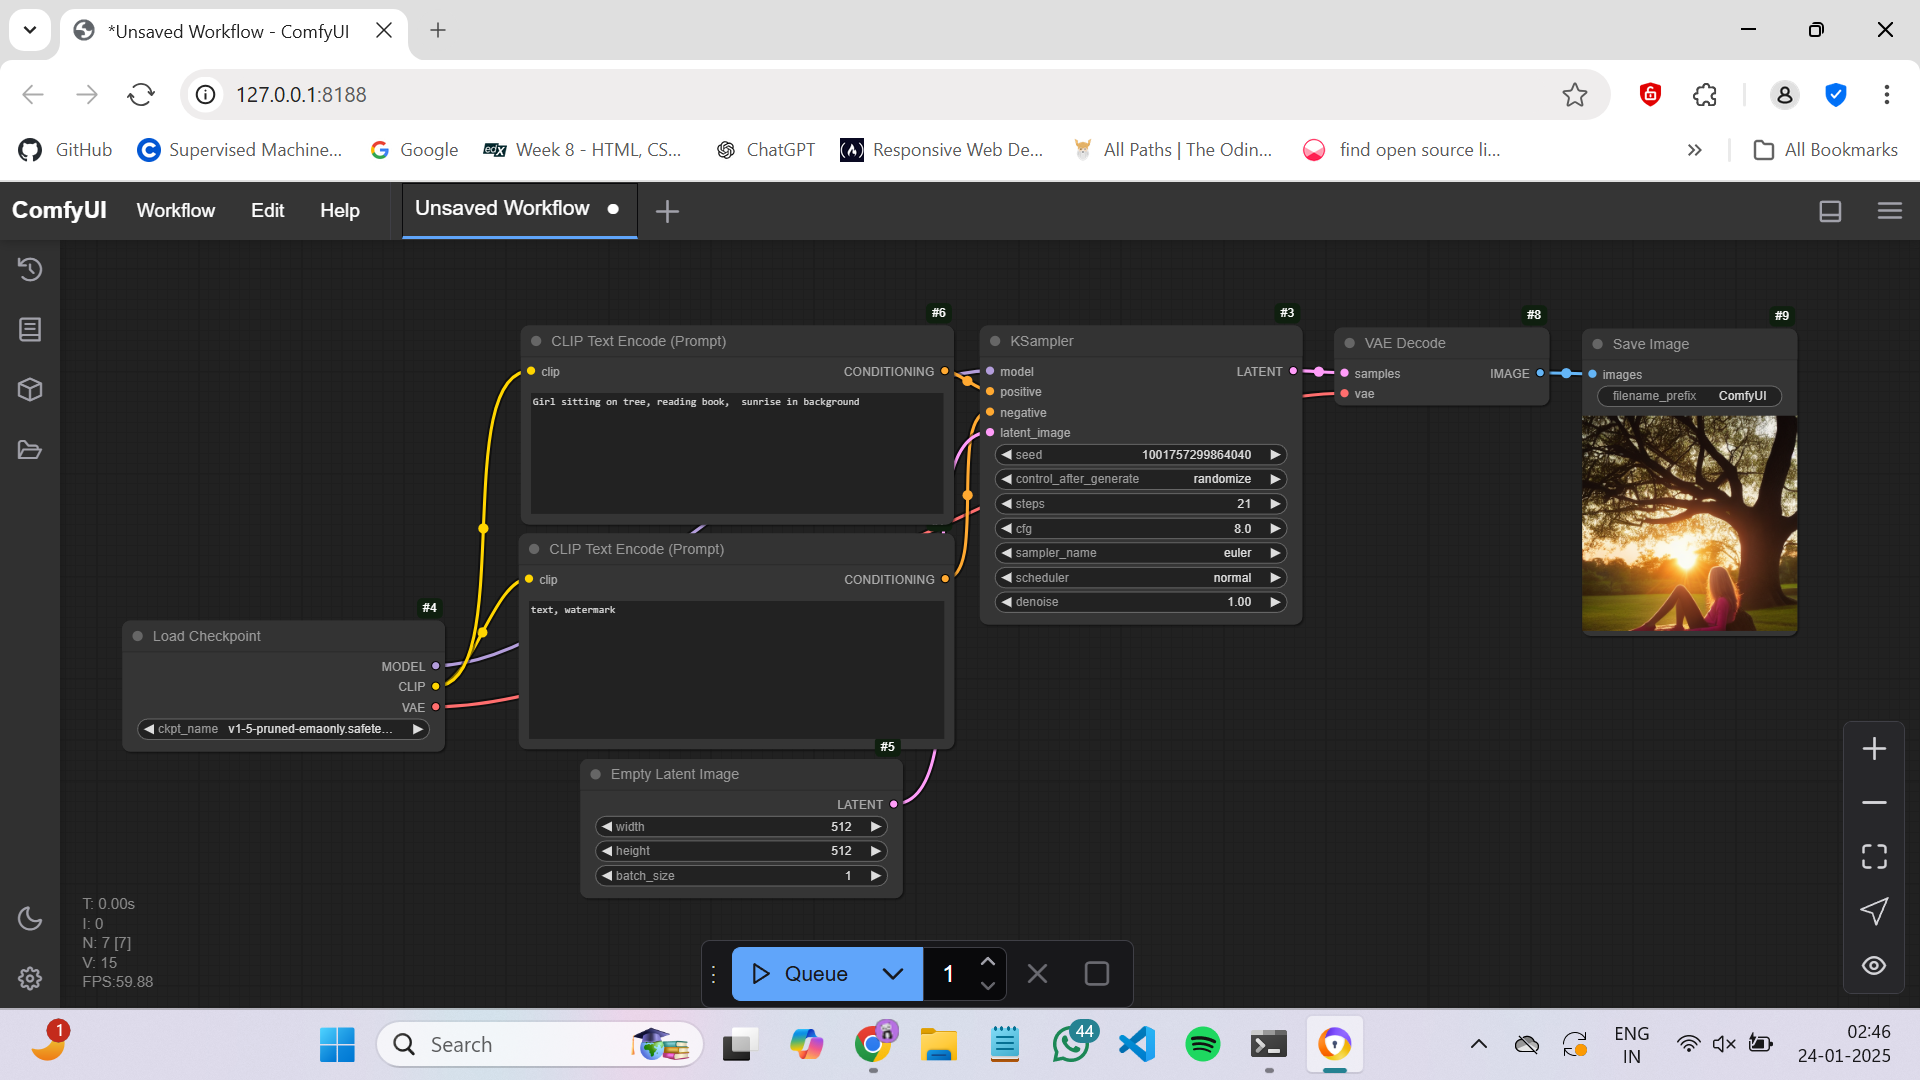 *Unsaved Workflow - ComfyUI
127.0.0.1:8188
GitHub
Supervised Machine...
Google
edX
Week 8 - HTML, CS...
ChatGPT
Responsive Web De...
All Paths | The Odin...
find open source li...
All Bookmarks
ComfyUI
Workflow
Edit
Help
Unsaved Workflow
#6
CLIP Text Encode (Prompt)
clip
CONDITIONING
Girl sitting on tree, reading book,  sunrise in background
CLIP Text Encode (Prompt)
clip
CONDITIONING
text, watermark
#4
Load Checkpoint
MODEL
CLIP
VAE
ckpt_name v1-5-pruned-emaonly.safete...
#5
Empty Latent Image
LATENT
width 512
height 512
batch_size 1
#3
KSampler
model
LATENT
positive
negative
latent_image
seed 1001757299864040
control_after_generate randomize
steps 21
cfg 8.0
sampler_name euler
scheduler normal
denoise 1.00
#8
VAE Decode
samples
IMAGE
vae
#9
Save Image
images
filename_prefix ComfyUI
T: 0.00s
I: 0
N: 7 [7]
V: 15
FPS:59.88
Queue
1
1
Search
44
ENG
IN
02:46
24-01-2025